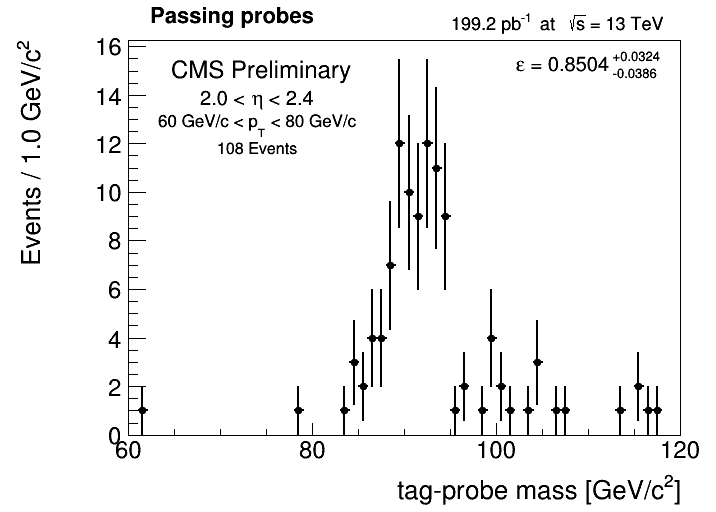 Passing probes
199.2 pb⁻¹ at √s = 13 TeV
CMS Preliminary
2.0 < η < 2.4
60 GeV/c < p_T < 80 GeV/c
108 Events
ε = 0.8504 +0.0324 -0.0386
Events / 1.0 GeV/c²
16
14
12
10
8
6
4
2
0
60 80 100 120
tag-probe mass [GeV/c²]